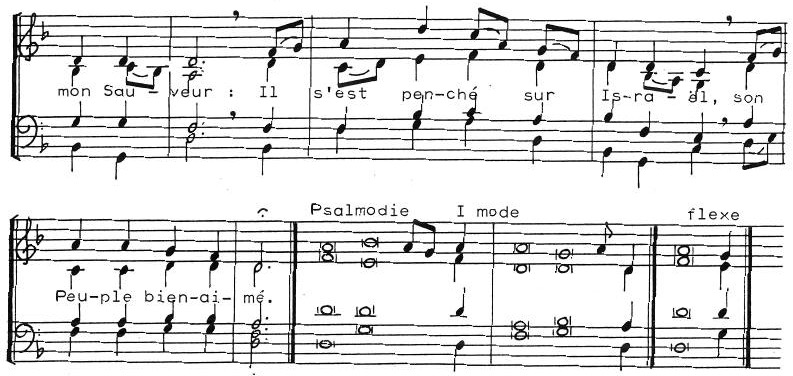 mon Sau - veur : Il s'est pen-ché sur Is-ra - ël, son
Psalmodie I mode flexe
Peu-ple bien-ai- mé.